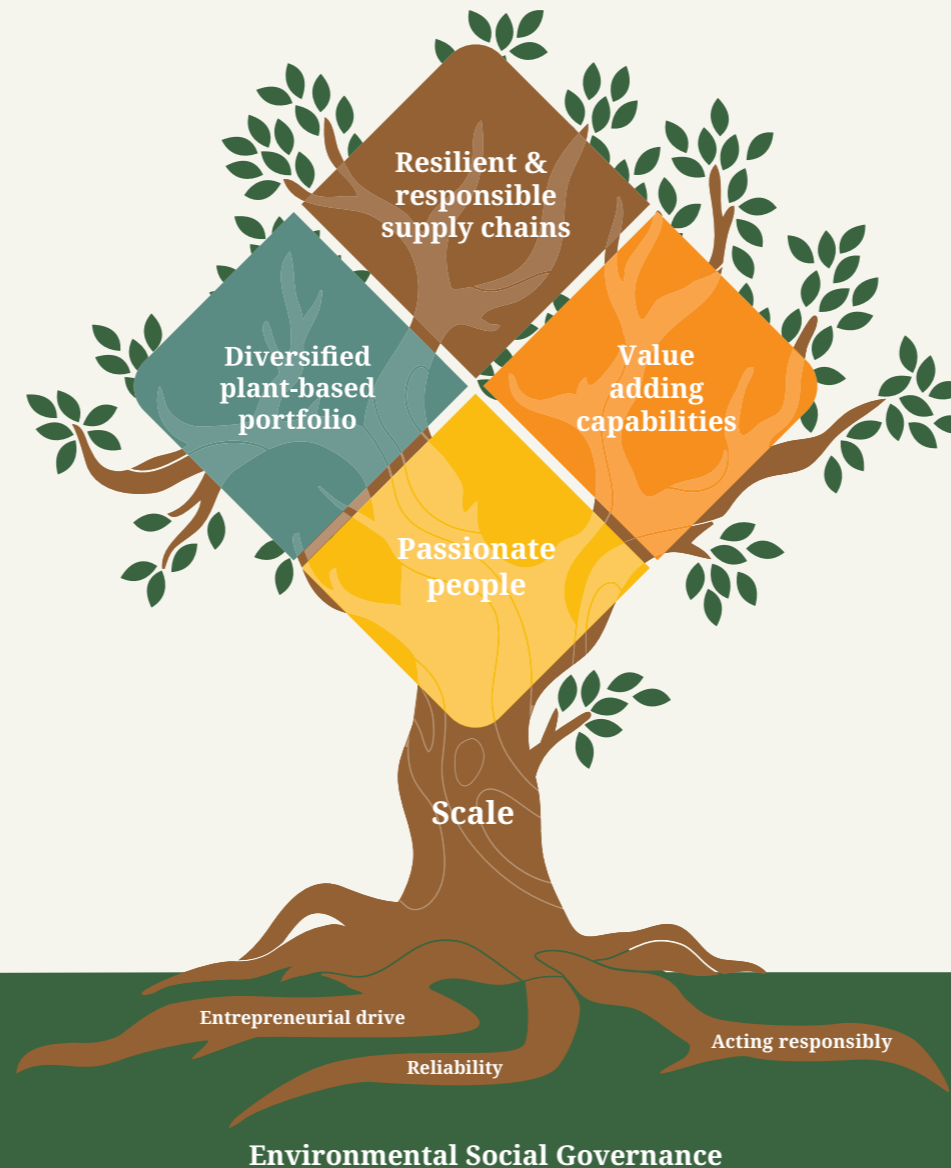 Resilient &
responsible
supply chains
Diversified
plant-based
portfolio
Value
adding
capabilities
Passionate
people
Scale
Entrepreneurial drive
Acting responsibly
Reliability
Environmental Social Governance